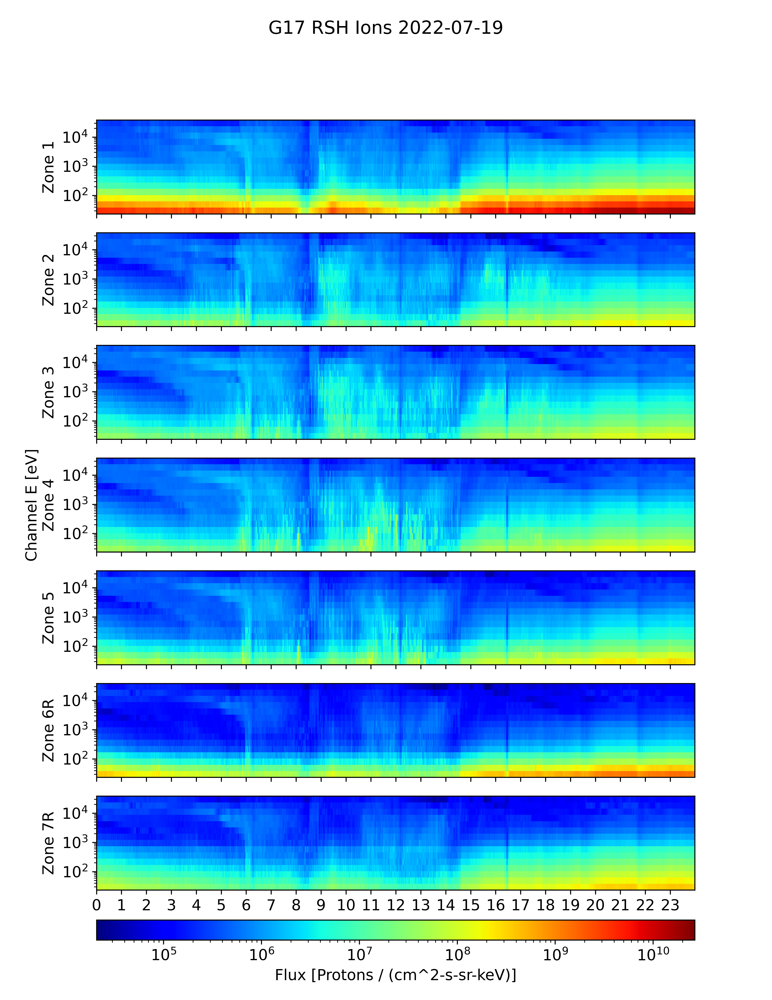 G17 RSH Ions 2022-07-19
Channel E [eV]
Zone 1
10^4
10^3
10^2
Zone 2
10^4
10^3
10^2
Zone 3
10^4
10^3
10^2
Zone 4
10^4
10^3
10^2
Zone 5
10^4
10^3
10^2
Zone 6R
10^4
10^3
10^2
Zone 7R
10^4
10^3
10^2
0 1 2 3 4 5 6 7 8 9 10 11 12 13 14 15 16 17 18 19 20 21 22 23
10^5 10^6 10^7 10^8 10^9 10^10
Flux [Protons / (cm^2-s-sr-keV)]